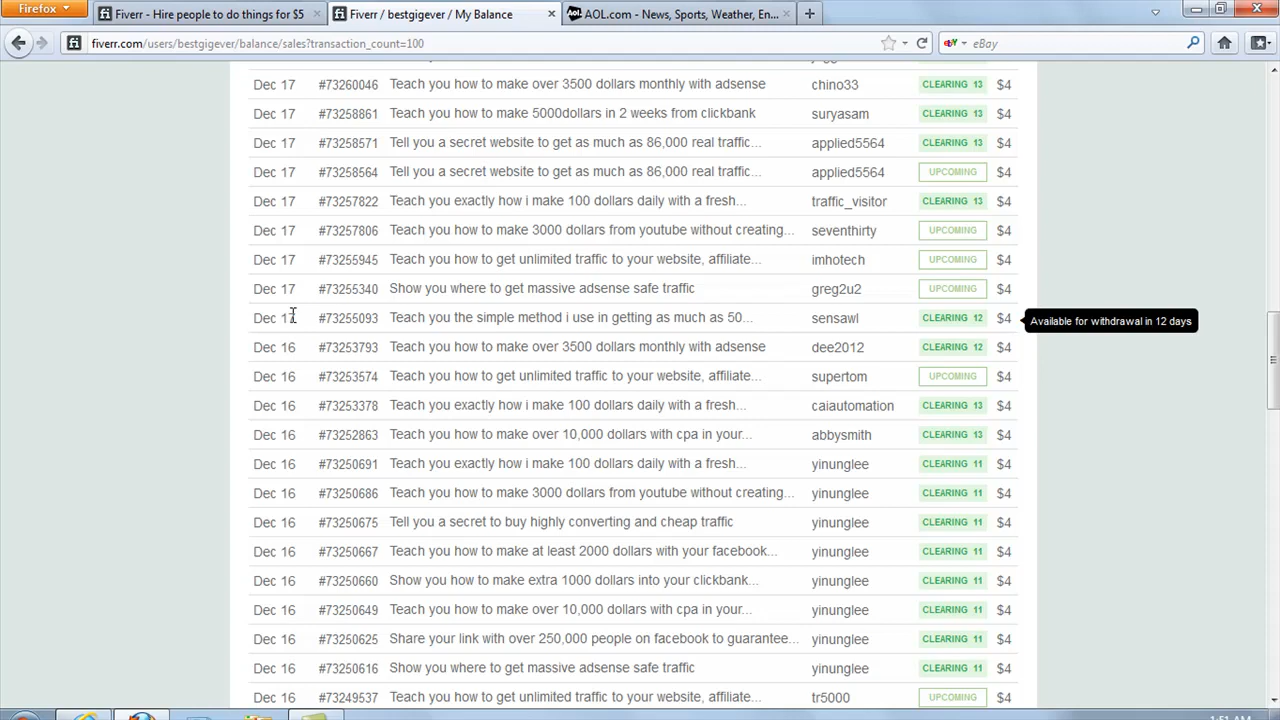 Firefox
Fiverr - Hire people to do things for $5
Fiverr / bestgigever / My Balance
AOL.com - News, Sports, Weather, En...
fiverr.com/users/bestgigever/balance/sales?transaction_count=100
eBay
Dec 17 #73260046 Teach you how to make over 3500 dollars monthly with adsense chino33 CLEARING 13 $4
Dec 17 #73258861 Teach you how to make 5000dollars in 2 weeks from clickbank suryasam CLEARING 13 $4
Dec 17 #73258571 Tell you a secret website to get as much as 86,000 real traffic... applied5564 CLEARING 13 $4
Dec 17 #73258564 Tell you a secret website to get as much as 86,000 real traffic... applied5564 UPCOMING $4
Dec 17 #73257822 Teach you exactly how i make 100 dollars daily with a fresh... traffic_visitor CLEARING 13 $4
Dec 17 #73257806 Teach you how to make 3000 dollars from youtube without creating... seventhirty UPCOMING $4
Dec 17 #73255945 Teach you how to get unlimited traffic to your website, affiliate... imhotech UPCOMING $4
Dec 17 #73255340 Show you where to get massive adsense safe traffic greg2u2 UPCOMING $4
Dec 17 #73255093 Teach you the simple method i use in getting as much as 50... sensawl CLEARING 12 $4 Available for withdrawal in 12 days
Dec 16 #73253793 Teach you how to make over 3500 dollars monthly with adsense dee2012 CLEARING 12 $4
Dec 16 #73253574 Teach you how to get unlimited traffic to your website, affiliate... supertom UPCOMING $4
Dec 16 #73253378 Teach you exactly how i make 100 dollars daily with a fresh... caiautomation CLEARING 13 $4
Dec 16 #73252863 Teach you how to make over 10,000 dollars with cpa in your... abbysmith CLEARING 13 $4
Dec 16 #73250691 Teach you exactly how i make 100 dollars daily with a fresh... yinunglee CLEARING 11 $4
Dec 16 #73250686 Teach you how to make 3000 dollars from youtube without creating... yinunglee CLEARING 11 $4
Dec 16 #73250675 Tell you a secret to buy highly converting and cheap traffic yinunglee CLEARING 11 $4
Dec 16 #73250667 Teach you how to make at least 2000 dollars with your facebook... yinunglee CLEARING 11 $4
Dec 16 #73250660 Show you how to make extra 1000 dollars into your clickbank... yinunglee CLEARING 11 $4
Dec 16 #73250649 Teach you how to make over 10,000 dollars with cpa in your... yinunglee CLEARING 11 $4
Dec 16 #73250625 Share your link with over 250,000 people on facebook to guarantee... yinunglee CLEARING 11 $4
Dec 16 #73250616 Show you where to get massive adsense safe traffic yinunglee CLEARING 11 $4
Dec 16 #73249537 Teach you how to get unlimited traffic to your website, affiliate... tr5000 UPCOMING $4
1:51 AM